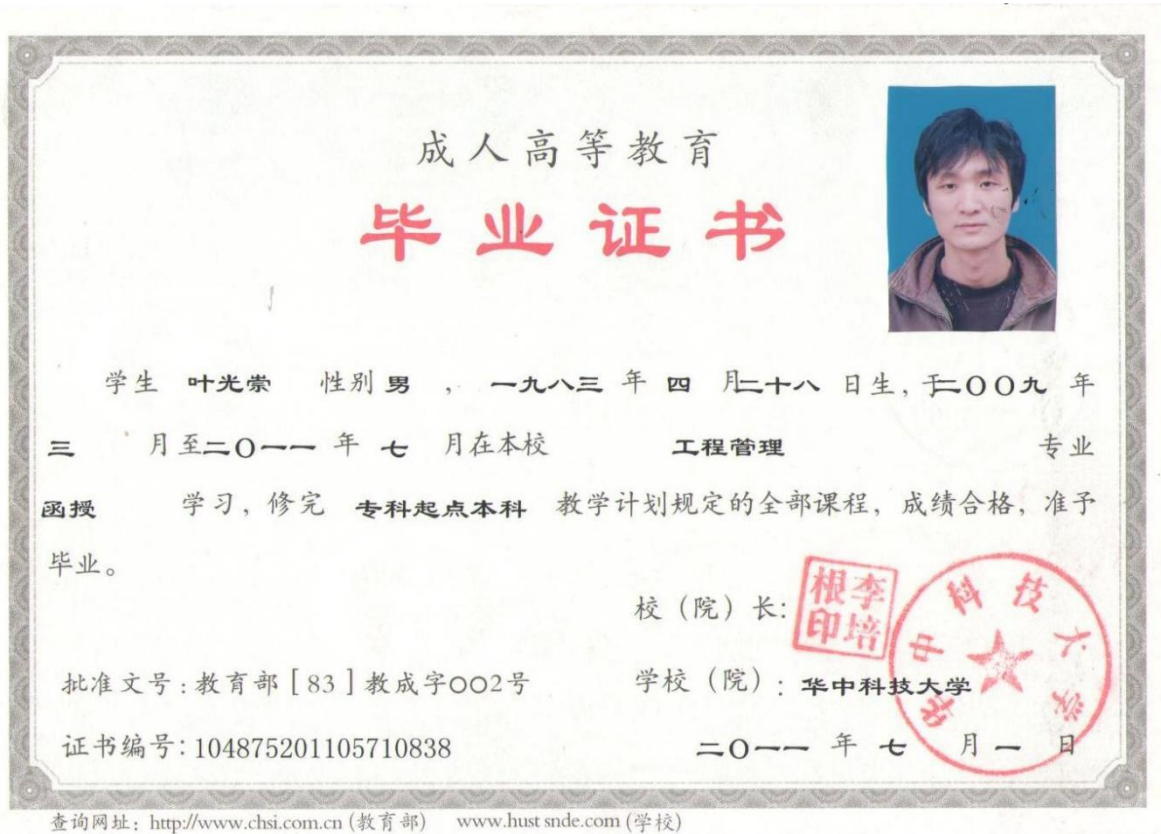 成人高等教育
毕业证书
学生 叶光崇 性别 男 , 一九八三 年 四 月二十八 日生, 于二〇〇九 年
三 月至二〇一一 年 七 月在本校 工程管理 专业
函授 学习, 修完 专科起点本科 教学计划规定的全部课程, 成绩合格, 准予
毕业。
校(院)长: 李培根印
批准文号:教育部[83]教成字〇〇2号
学校(院): 华中科技大学
华中科技大学
证书编号:104875201105710838
二〇一一 年 七 月 一 日
查询网址: http://www.chsi.com.cn (教育部) www.hust snde.com (学校)